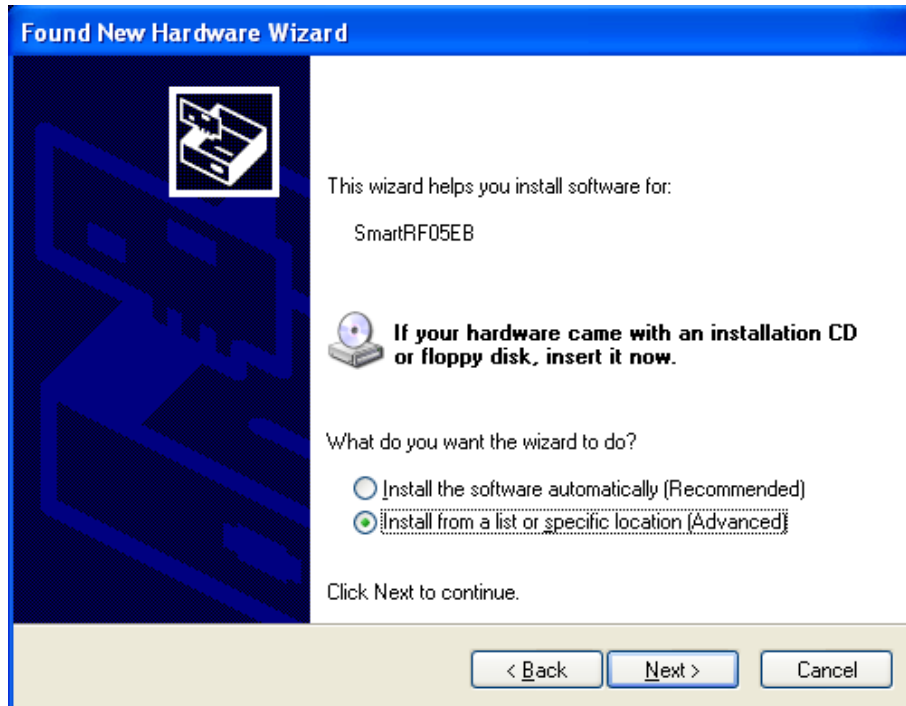 Found New Hardware Wizard
This wizard helps you install software for:
SmartRF05EB
If your hardware came with an installation CD
or floppy disk, insert it now.
What do you want the wizard to do?
Install the software automatically (Recommended)
Install from a list or specific location (Advanced)
Click Next to continue.
< Back Next > Cancel